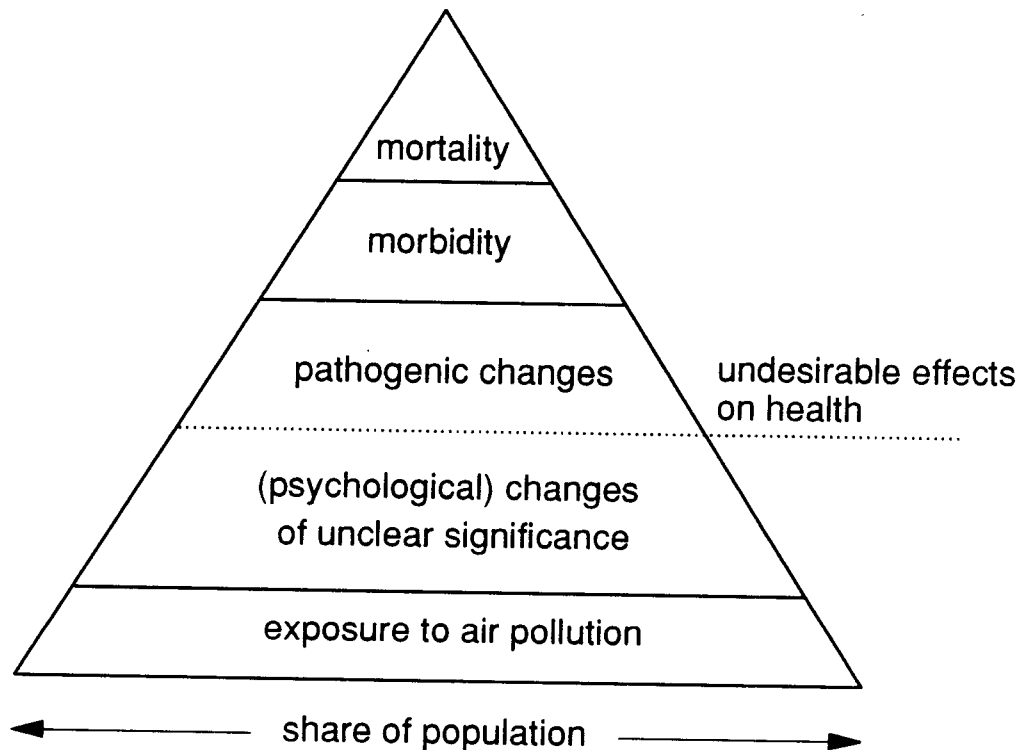 mortality
morbidity
pathogenic changes
undesirable effects
on health
(psychological) changes
of unclear significance
exposure to air pollution
share of population